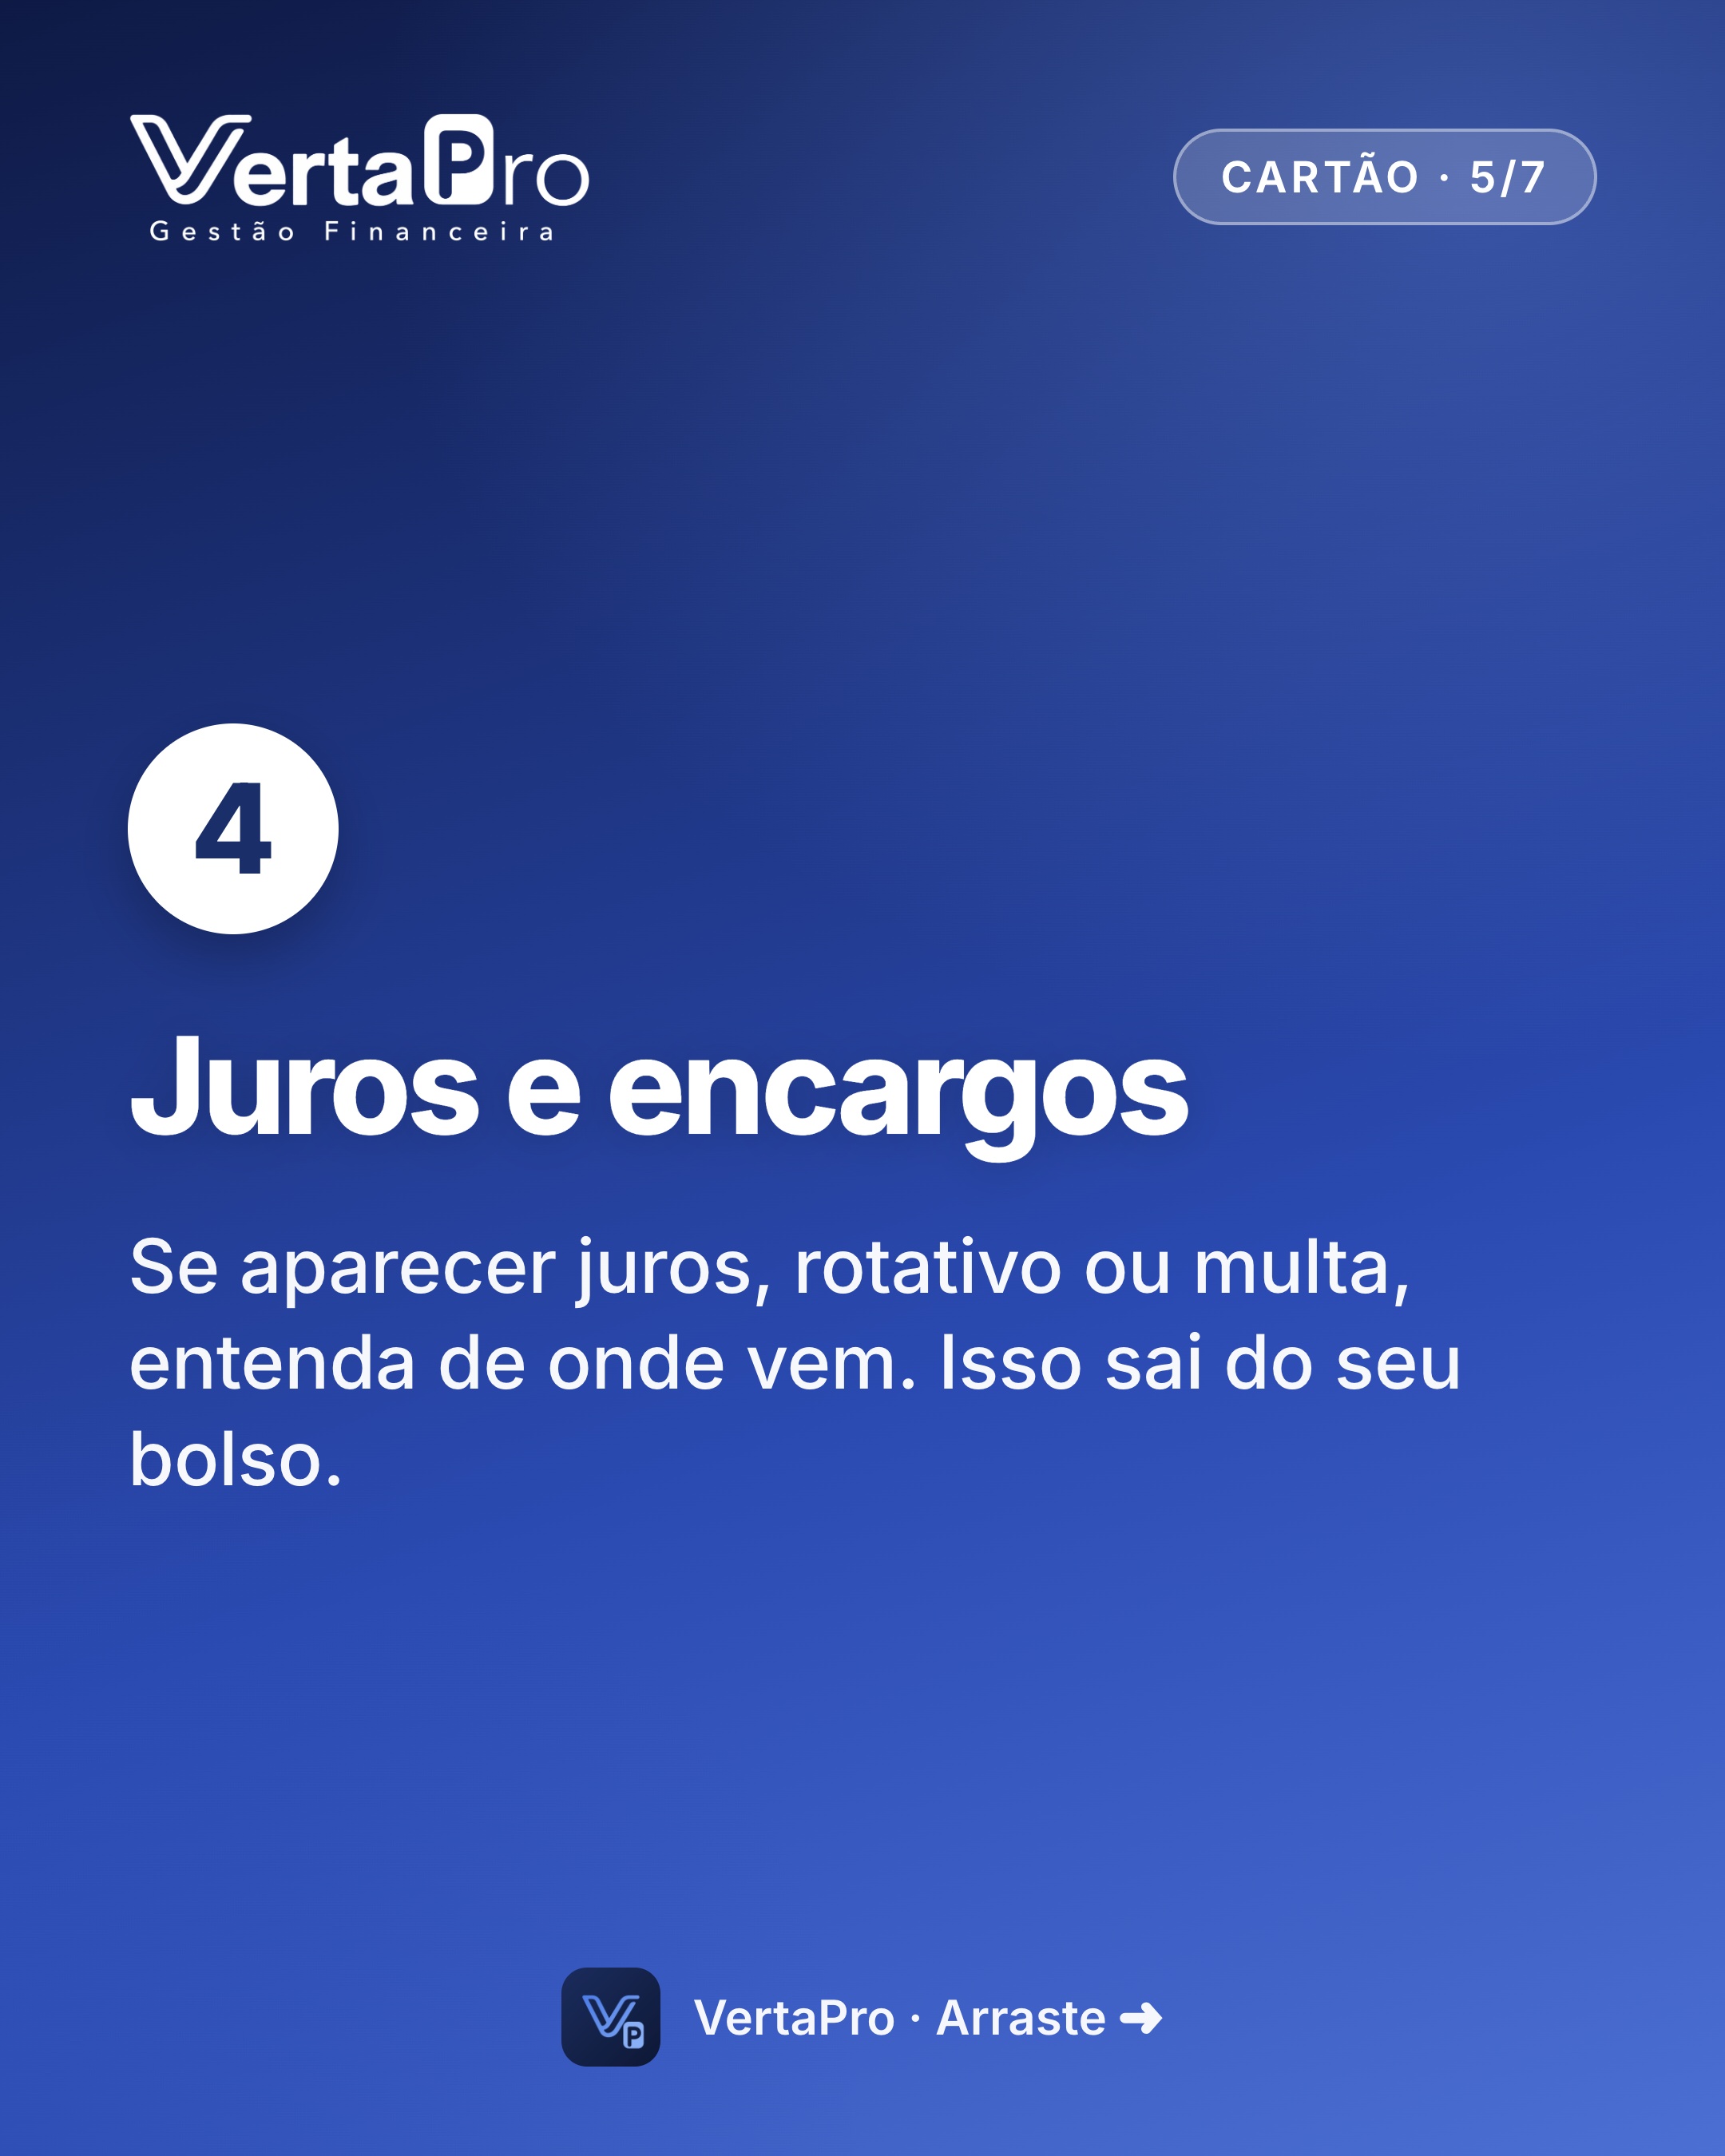 VertaPro
Gestão Financeira
CARTÃO · 5/7
4
Juros e encargos
Se aparecer juros, rotativo ou multa,
entenda de onde vem. Isso sai do seu
bolso.
VP
VertaPro · Arraste →